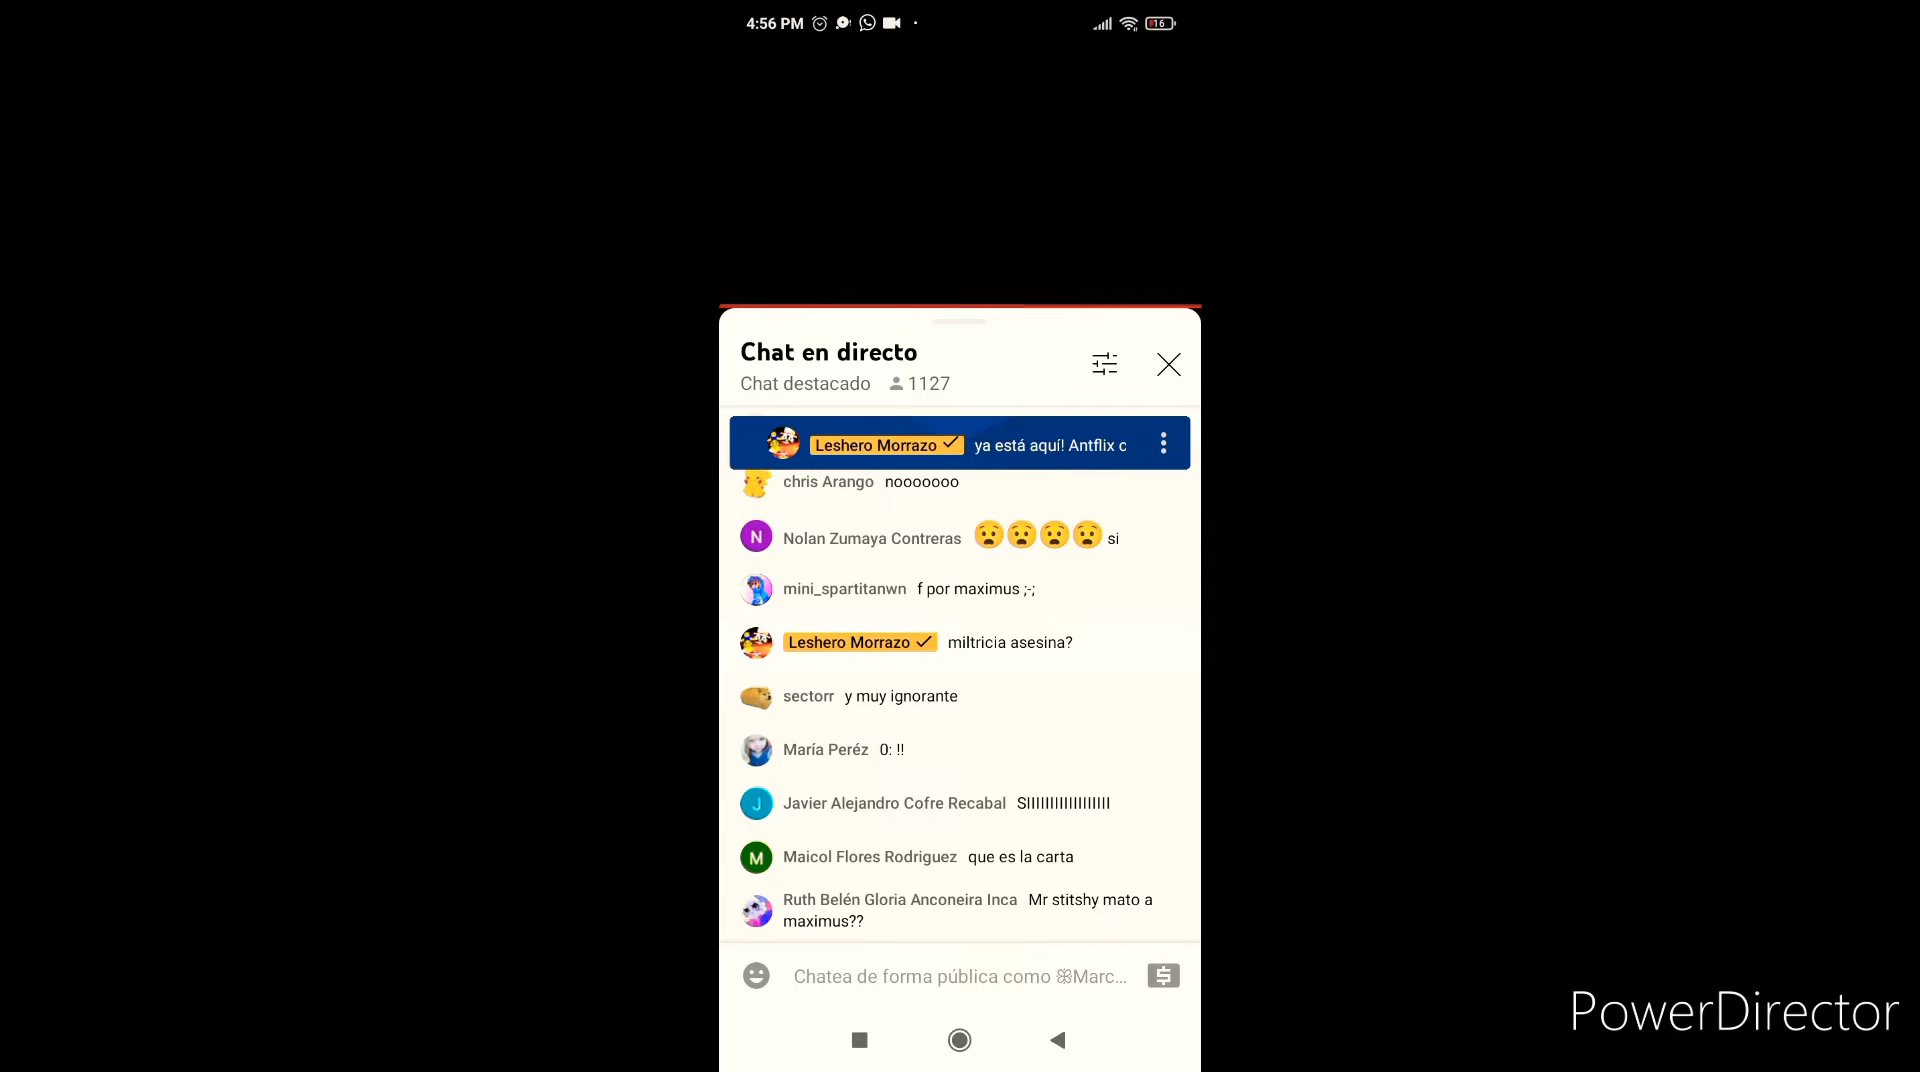 4:56 PM
16
Chat en directo
Chat destacado 1127
Leshero Morrazo ya está aquí! Antflix c
chris Arango nooooooo
N Nolan Zumaya Contreras 😧😧😧😧 si
mini_spartitanwn f por maximus ;-;
Leshero Morrazo miltricia asesina?
sectorr y muy ignorante
María Peréz 0: !!
J Javier Alejandro Cofre Recabal SIIIIIIIIIIIIIIIII
M Maicol Flores Rodriguez que es la carta
Ruth Belén Gloria Anconeira Inca Mr stitshy mato a
maximus??
Chatea de forma pública como ꕥMarc...
PowerDirector